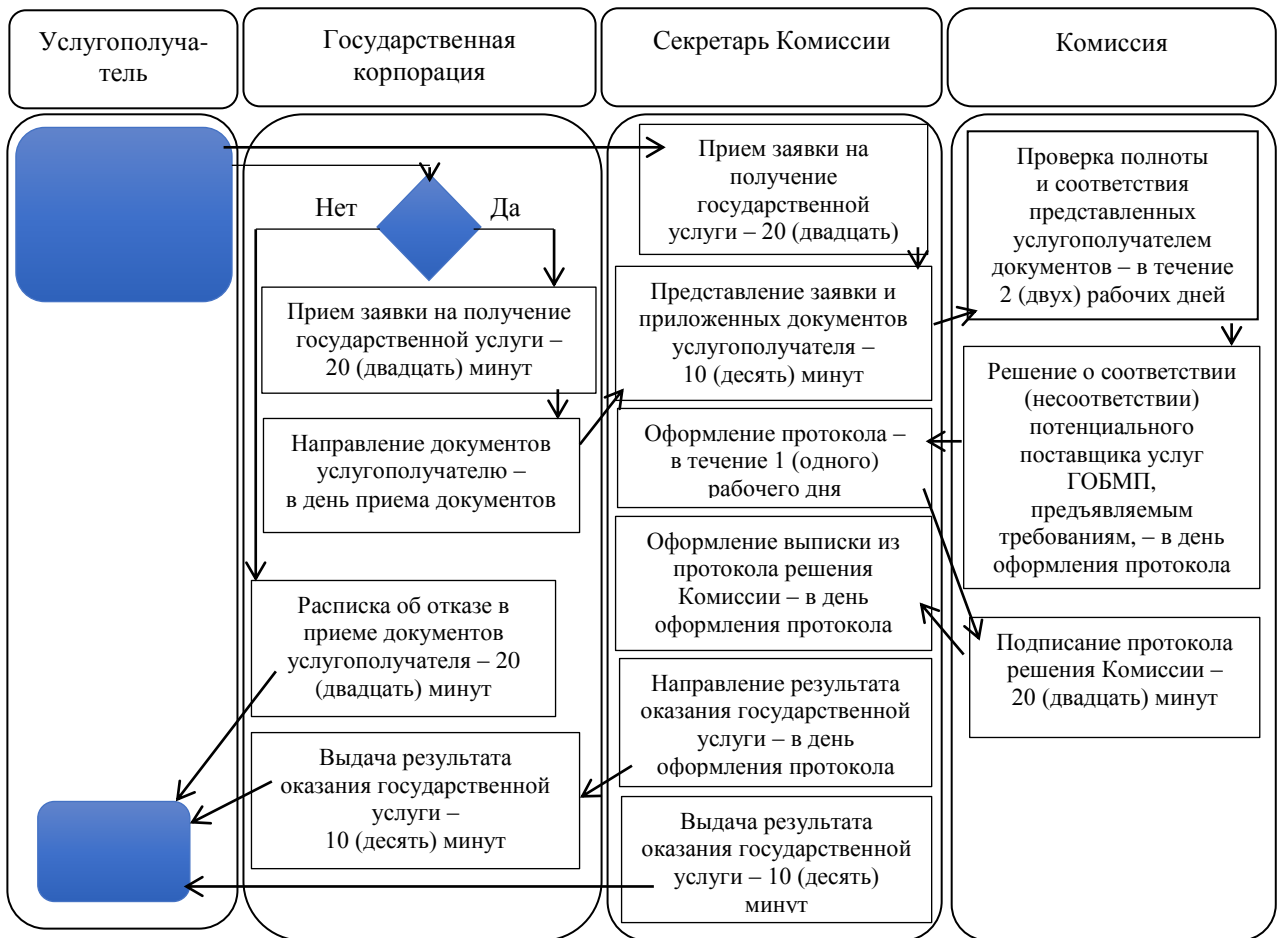 Услугополуча-
тель
Государственная
корпорация
Секретарь Комиссии
Комиссия
Нет
Да
Прием заявки на получение
государственной услуги –
20 (двадцать) минут
Направление документов
услугополучателю –
в день приема документов
Расписка об отказе в
приеме документов
услугополучателя – 20
(двадцать) минут
Выдача результата
оказания государственной
услуги –
10 (десять) минут
Прием заявки на
получение
государственной
услуги – 20 (двадцать)
Представление заявки и
приложенных документов
услугополучателя –
10 (десять) минут
Оформление протокола –
в течение 1 (одного)
рабочего дня
Оформление выписки из
протокола решения
Комиссии – в день
оформления протокола
Направление результата
оказания государственной
услуги – в день
оформления протокола
Выдача результата
оказания государственной
услуги – 10 (десять)
минут
Проверка полноты
и соответствия
представленных
услугополучателем
документов – в течение
2 (двух) рабочих дней
Решение о соответствии
(несоответствии)
потенциального
поставщика услуг
ГОБМП,
предъявляемым
требованиям, – в день
оформления протокола
Подписание протокола
решения Комиссии –
20 (двадцать) минут